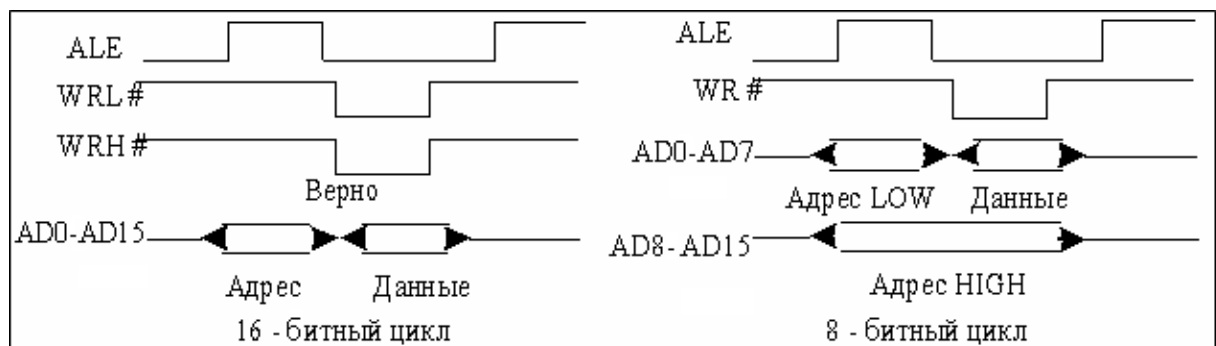 ALE
WRL #
WRH #
Верно
AD0-AD15
Адрес
Данные
16 - битный цикл
ALE
WR #
AD0-AD7
Адрес LOW
Данные
AD8-AD15
Адрес HIGH
8 - битный цикл